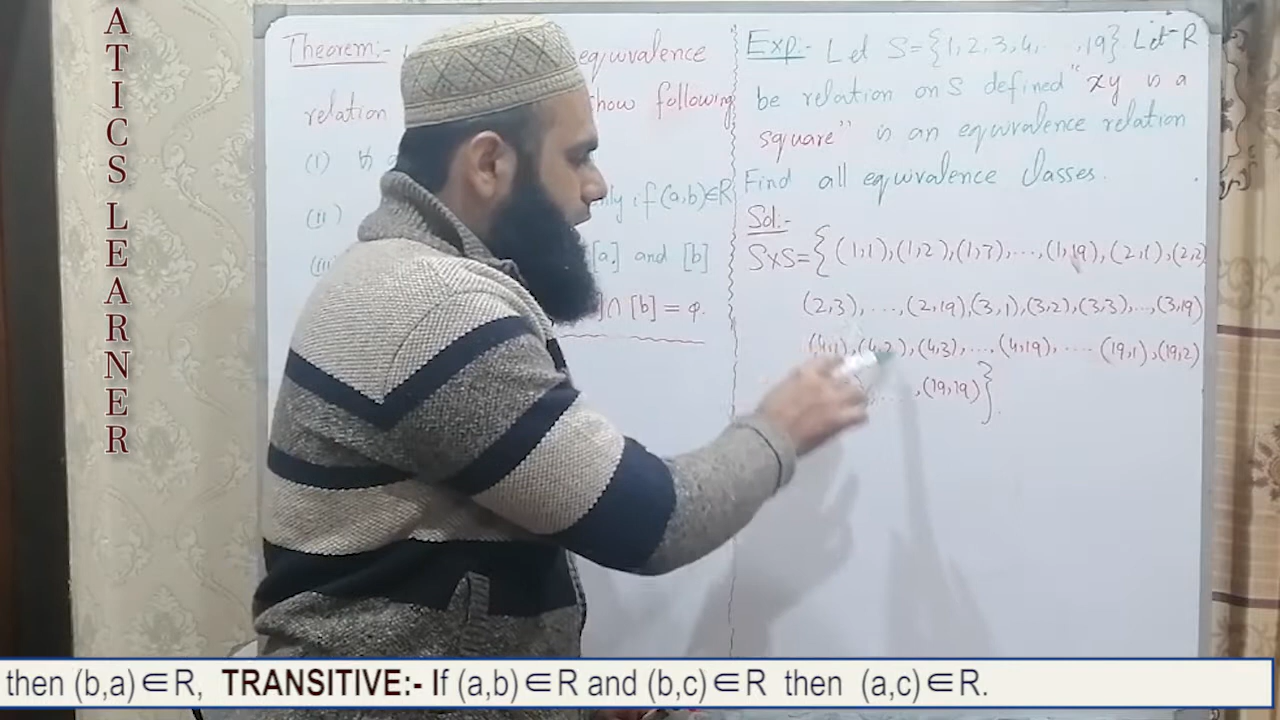 ATICS LEARNER
Theorem:- equivalence
relation Show following
(i) ∀ a
(ii) only if (a,b)∈R
(iii) [a] and [b]
]∩[b]=φ.
Exp:- Let S={1,2,3,4,. . ,19}. Let R
be relation on S defined "xy is a
square" is an equivalence relation
Find all equivalence classes.
Sol:-
S×S={(1,1),(1,2),(1,3),...,(1,19),(2,1),(2,2)
(2,3),....,(2,19)(3,1),(3,2),(3,3),...,(3,19)
(4,1),(4,2),(4,3),...,(4,19),.... (19,1),(19,2)
,(19,19)}.
then (b,a)∈R, TRANSITIVE:- If (a,b)∈R and (b,c)∈R then (a,c)∈R.